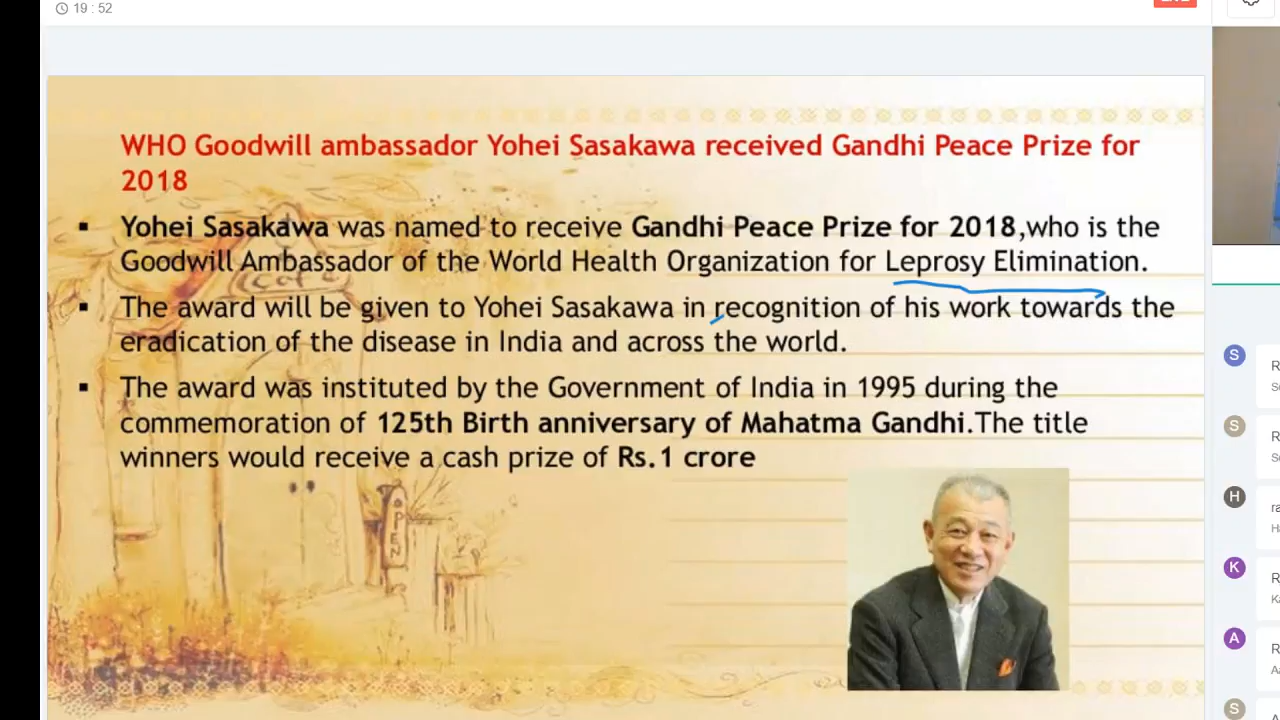 19 : 52
WHO Goodwill ambassador Yohei Sasakawa received Gandhi Peace Prize for
2018
▪ Yohei Sasakawa was named to receive Gandhi Peace Prize for 2018,who is the
Goodwill Ambassador of the World Health Organization for Leprosy Elimination.
▪ The award will be given to Yohei Sasakawa in recognition of his work towards the
eradication of the disease in India and across the world.
▪ The award was instituted by the Government of India in 1995 during the
commemoration of 125th Birth anniversary of Mahatma Gandhi.The title
winners would receive a cash prize of Rs.1 crore
OPEN
S
S
H
K
A
S